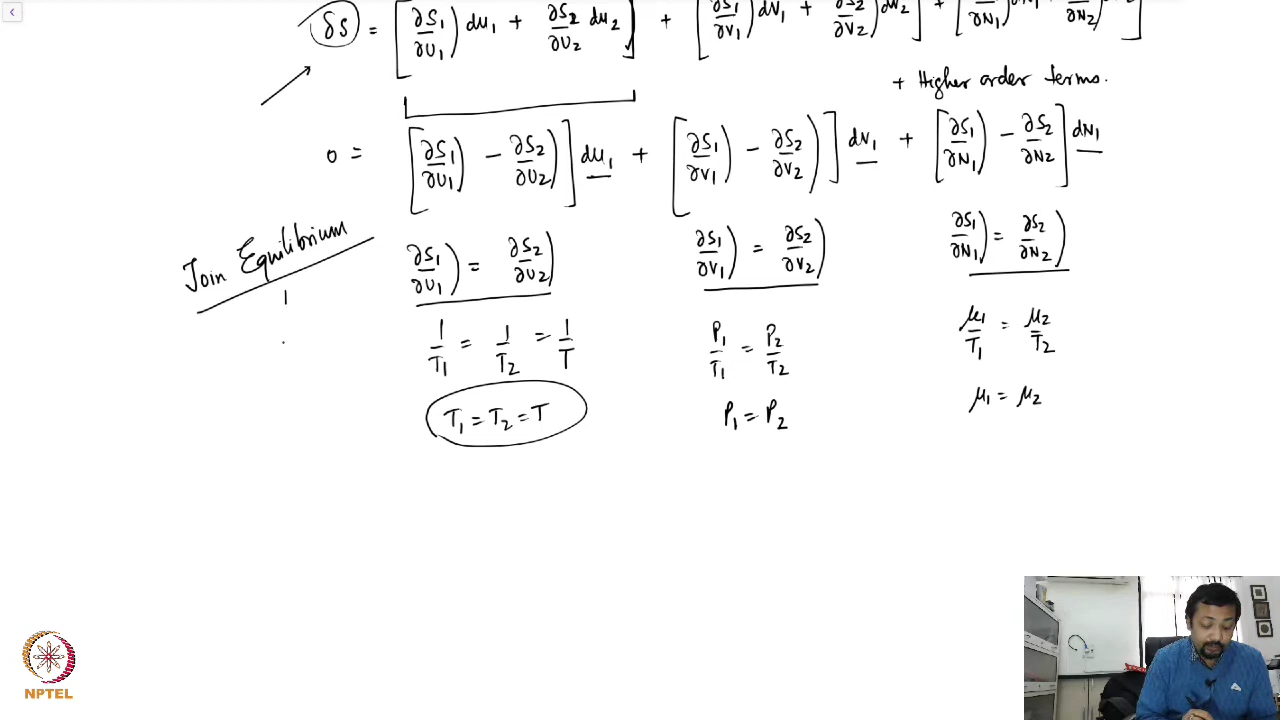 δS = [∂S1/∂U1) du1 + ∂S2/∂U2 du2] + [∂S1/∂V1) dV1 + ∂S2/∂V2) dV2] +
+ Higher order terms.
0 = [∂S1/∂U1) - ∂S2/∂U2)] du1 + [∂S1/∂V1) - ∂S2/∂V2)] dV1 + [∂S1/∂N1) - ∂S2/∂N2] dN1
Join Equilibrium
∂S1/∂U1) = ∂S2/∂U2) ∂S1/∂V1) = ∂S2/∂V2) ∂S1/∂N1) = ∂S2/∂N2)
1/T1 = 1/T2 = 1/T P1/T1 = P2/T2 μ1/T1 = μ2/T2
T1 = T2 = T P1 = P2 μ1 = μ2
NPTEL